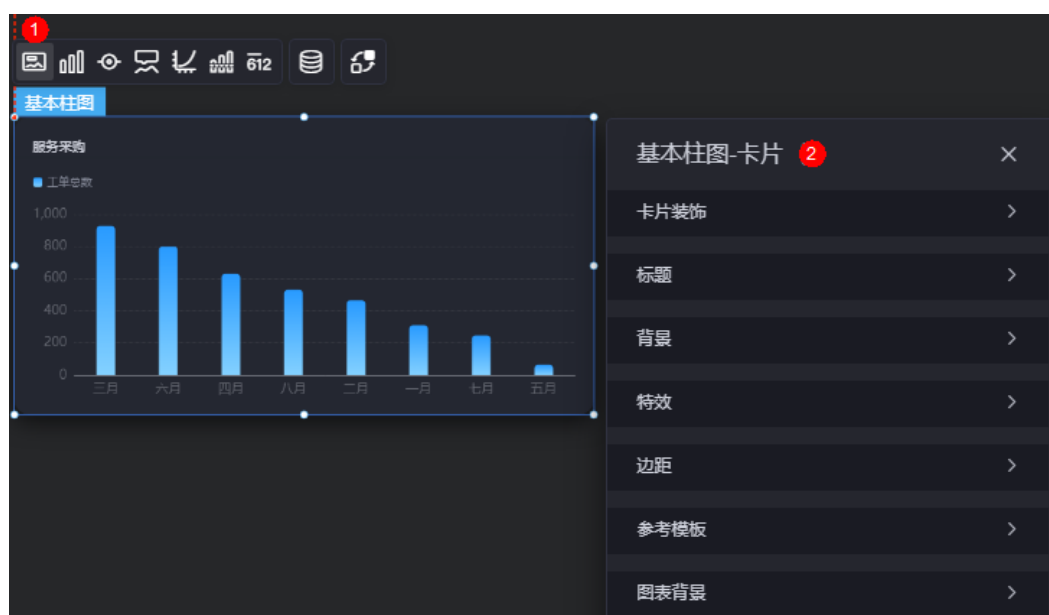 1
612
基本柱图
服务采购
工单总数
1,000
800
600
400
200
0
三月 六月 四月 八月 二月 一月 七月 五月
基本柱图-卡片 2
卡片装饰
标题
背景
特效
边距
参考模板
图表背景